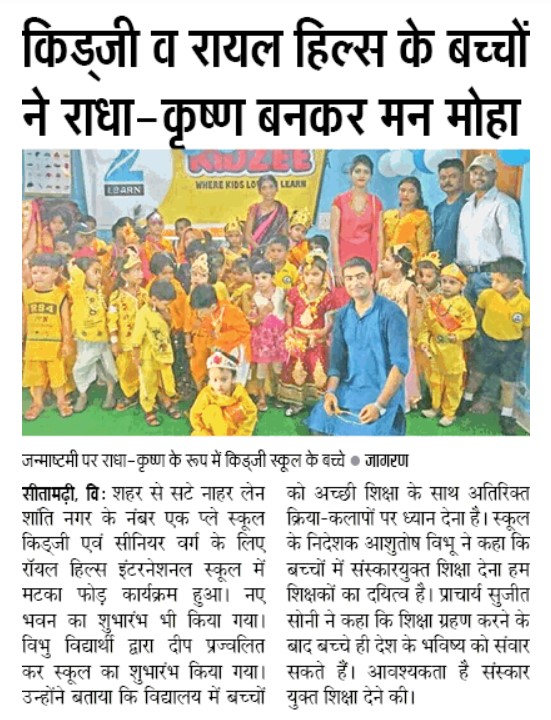 किड्जी व रायल हिल्स के बच्चों
ने राधा-कृष्ण बनकर मन मोहा
LEARN
KIDZEE
WHERE KIDS LOVE TO LEARN
जन्माष्टमी पर राधा-कृष्ण के रूप में किड्जी स्कूल के बच्चे ● जागरण
सीतामढ़ी, वि: शहर से सटे नाहर लेन
शांति नगर के नंबर एक प्ले स्कूल
किड्जी एवं सीनियर वर्ग के लिए
रॉयल हिल्स इंटरनेशनल स्कूल में
मटका फोड़ कार्यक्रम हुआ। नए
भवन का शुभारंभ भी किया गया।
विभु विद्यार्थी द्वारा दीप प्रज्वलित
कर स्कूल का शुभारंभ किया गया।
उन्होंने बताया कि विद्यालय में बच्चों
को अच्छी शिक्षा के साथ अतिरिक्त
क्रिया-कलापों पर ध्यान देना है। स्कूल
के निदेशक आशुतोष विभू ने कहा कि
बच्चों में संस्कारयुक्त शिक्षा देना हम
शिक्षकों का दयित्व है। प्राचार्य सुजीत
सोनी ने कहा कि शिक्षा ग्रहण करने के
बाद बच्चे ही देश के भविष्य को संवार
सकते हैं। आवश्यकता है संस्कार
युक्त शिक्षा देने की।